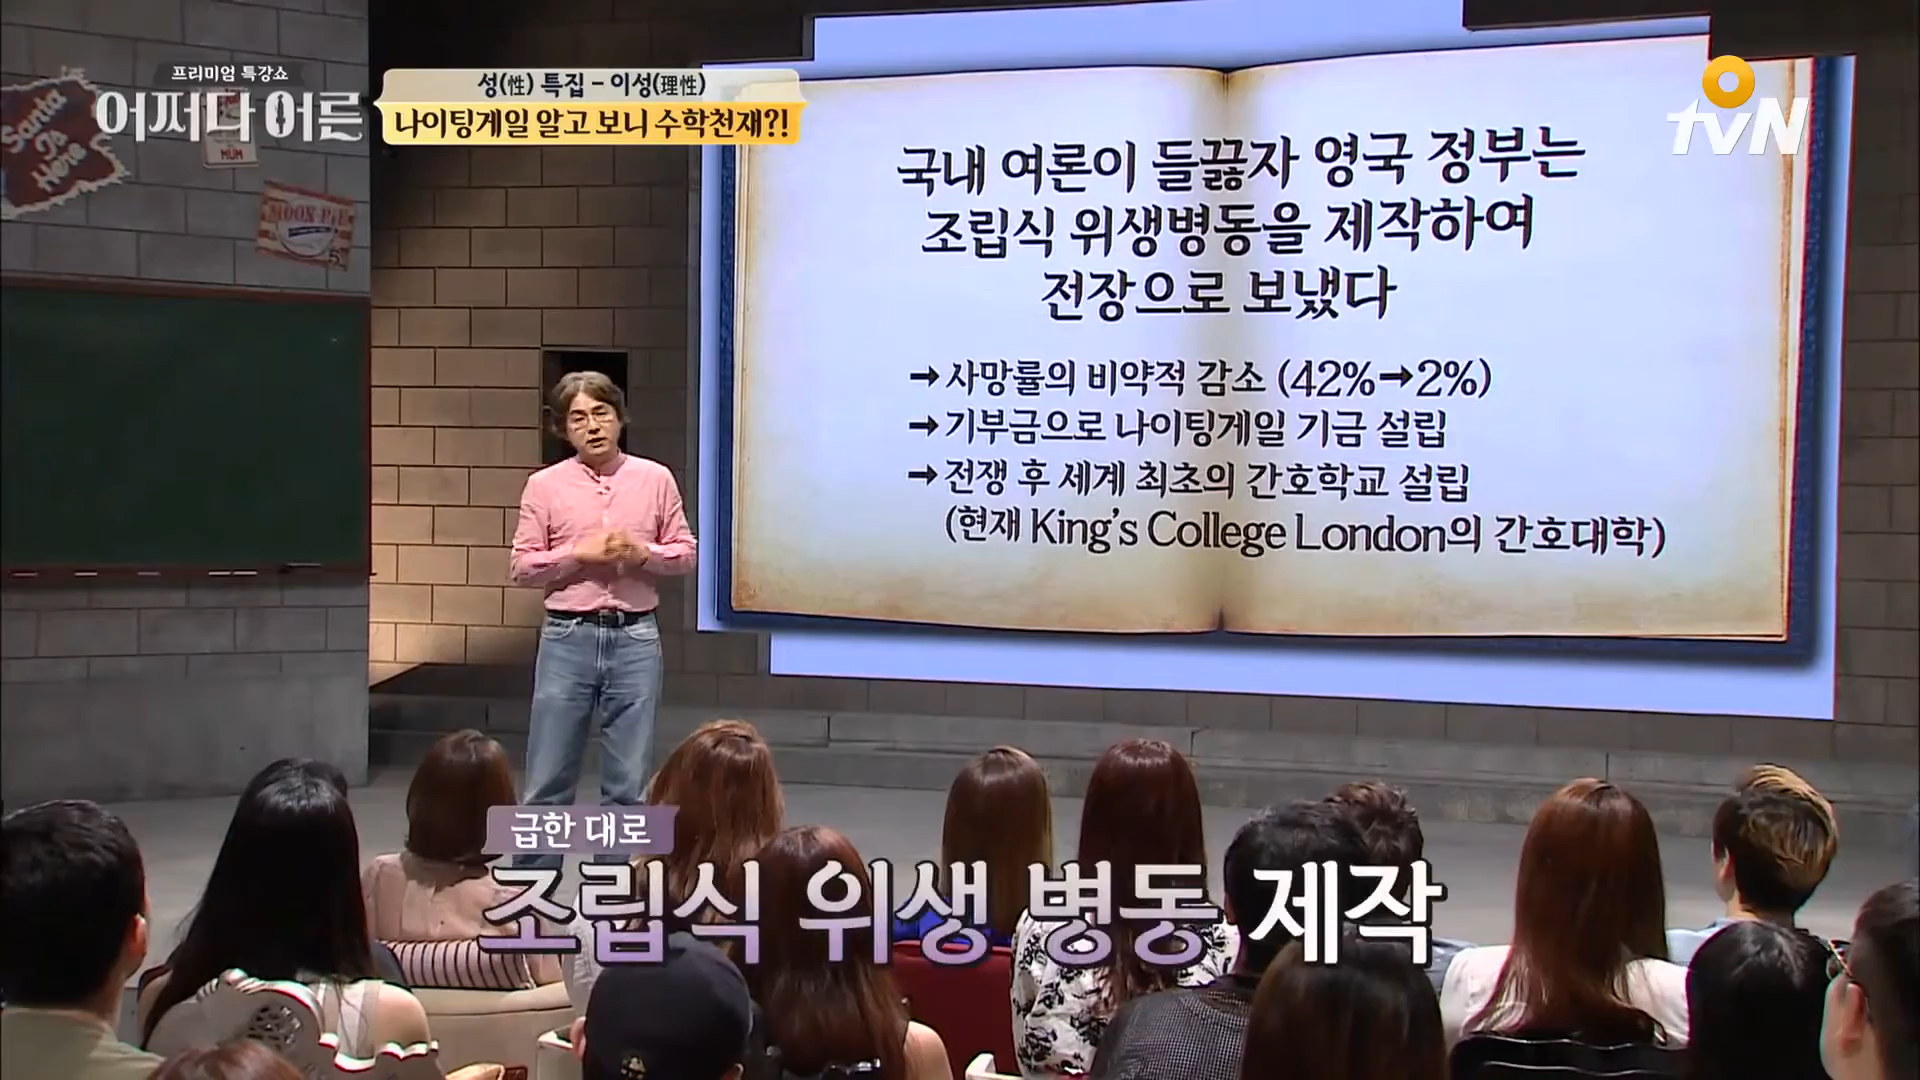 프리미엄 특강쇼
어쩌다 어른
성(性) 특집 - 이성(理性)
나이팅게일 알고 보니 수학천재?!
tvN
Santa
Is
Here
MUM
MOON PIE
국내 여론이 들끓자 영국 정부는
조립식 위생병동을 제작하여
전장으로 보냈다
→ 사망률의 비약적 감소 (42%→2%)
→ 기부금으로 나이팅게일 기금 설립
→ 전쟁 후 세계 최초의 간호학교 설립
(현재 King's College London의 간호대학)
급한 대로
조립식 위생 병동 제작